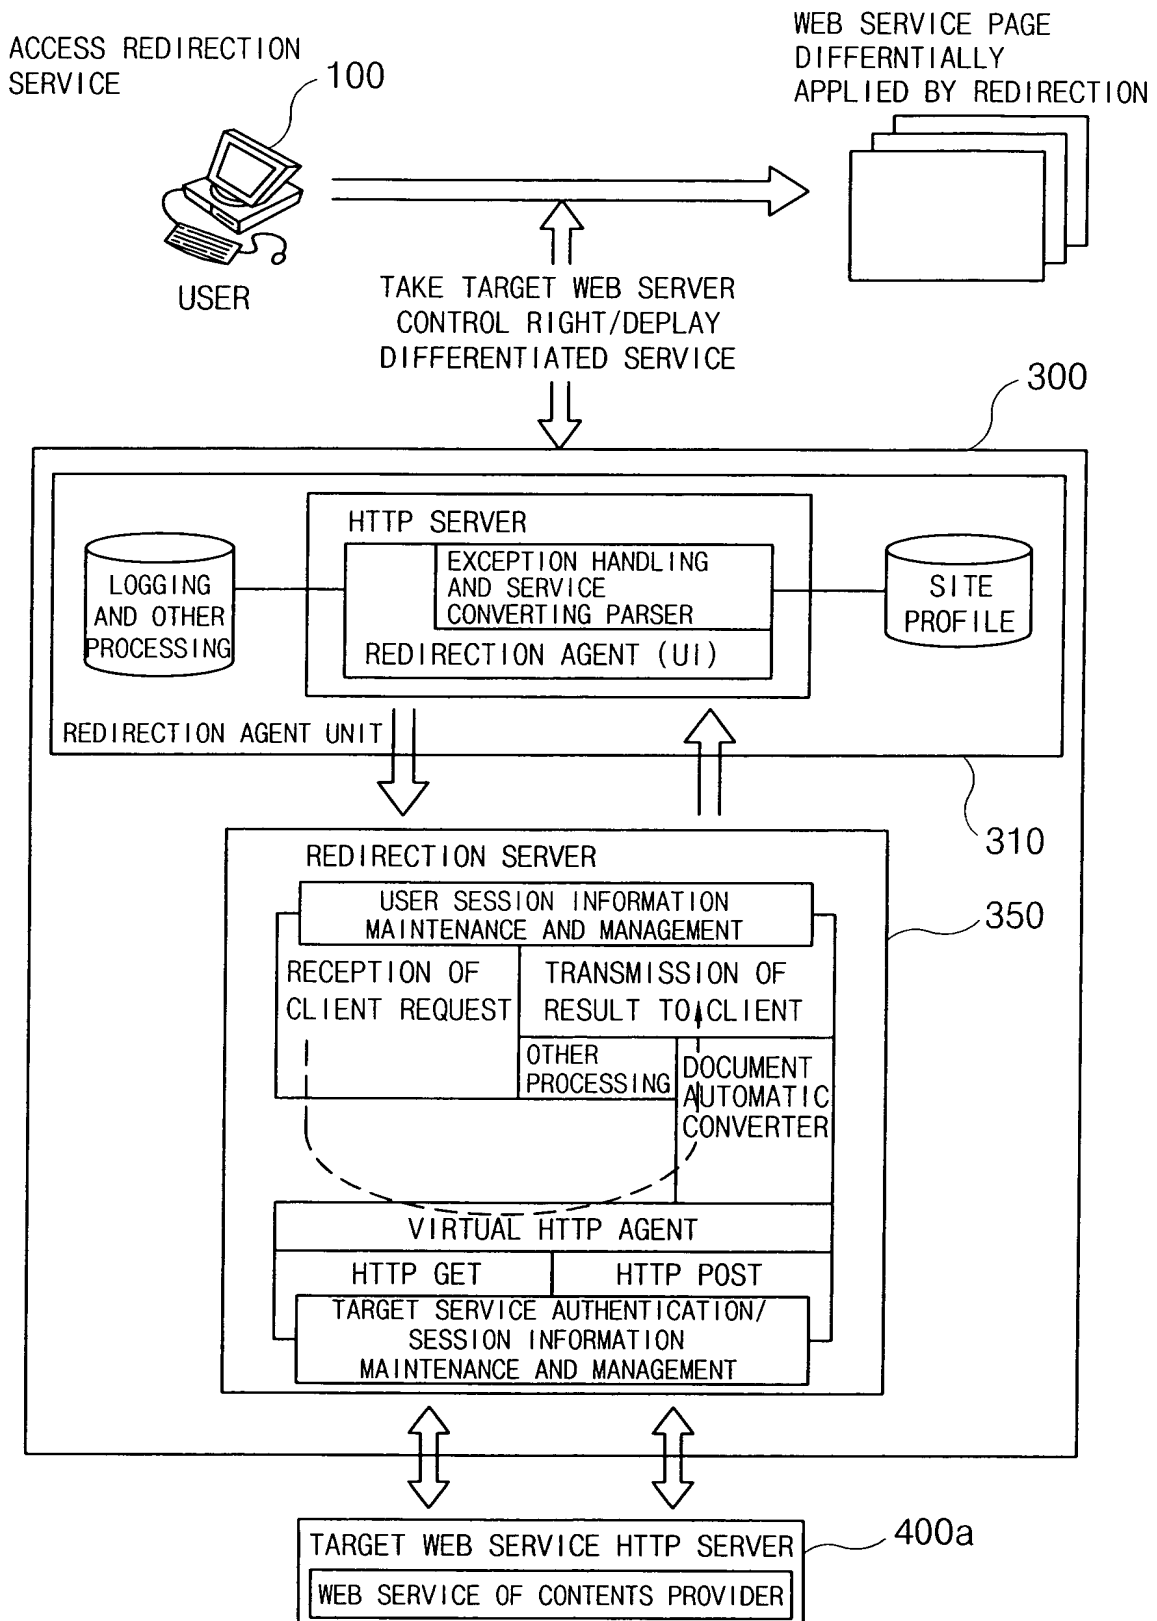 ACCESS REDIRECTION
SERVICE
100
USER
WEB SERVICE PAGE
DIFFERNTIALLY
APPLIED BY REDIRECTION
TAKE TARGET WEB SERVER
CONTROL RIGHT/DEPLAY
DIFFERENTIATED SERVICE
300
HTTP SERVER
EXCEPTION HANDLING
AND SERVICE
CONVERTING PARSER
REDIRECTION AGENT (UI)
LOGGING
AND OTHER
PROCESSING
SITE
PROFILE
REDIRECTION AGENT UNIT
310
REDIRECTION SERVER
350
USER SESSION INFORMATION
MAINTENANCE AND MANAGEMENT
RECEPTION OF
CLIENT REQUEST
TRANSMISSION OF
RESULT TO CLIENT
OTHER
PROCESSING
DOCUMENT
AUTOMATIC
CONVERTER
VIRTUAL HTTP AGENT
HTTP GET
HTTP POST
TARGET SERVICE AUTHENTICATION/
SESSION INFORMATION
MAINTENANCE AND MANAGEMENT
TARGET WEB SERVICE HTTP SERVER
400a
WEB SERVICE OF CONTENTS PROVIDER